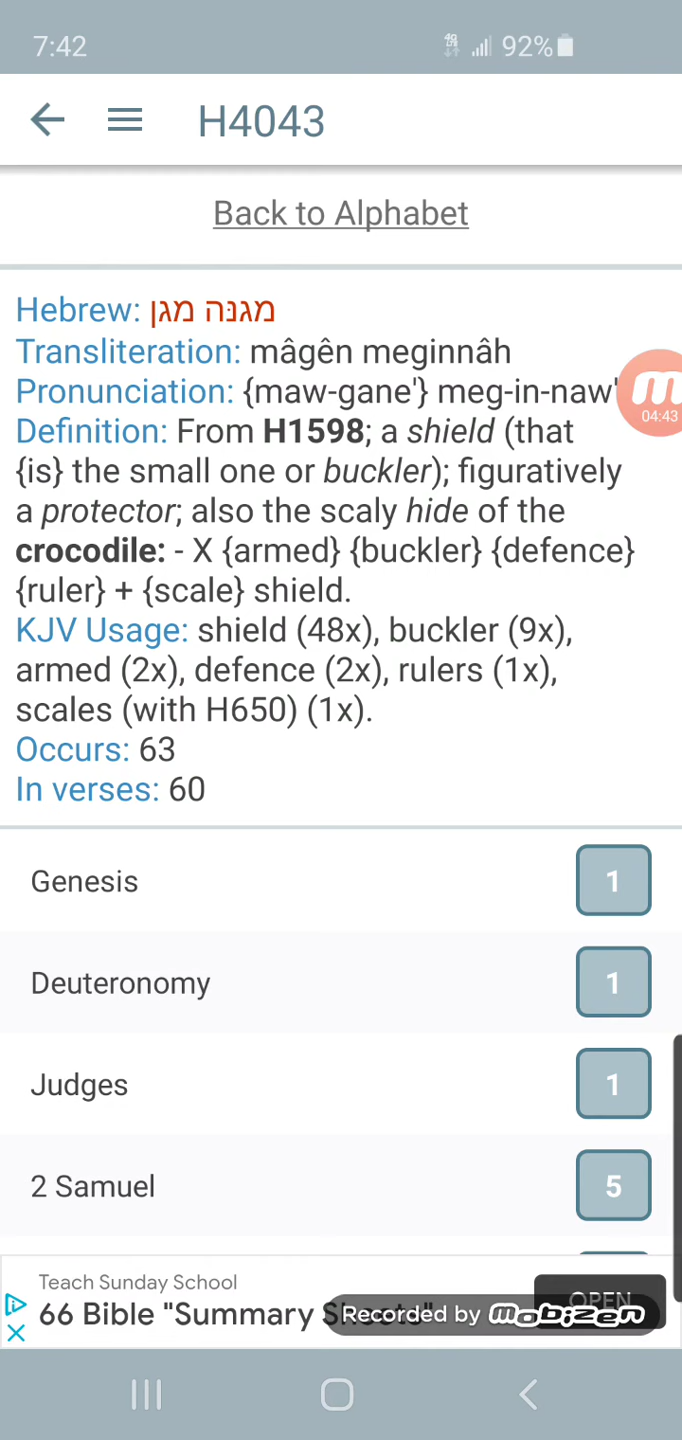 7:42 92%
H4043
Back to Alphabet
Hebrew: מגנּה מגן
Transliteration: mâgên meginnâh
Pronunciation: {maw-gane'} meg-in-naw'
04:43
Definition: From H1598; a shield (that
{is} the small one or buckler); figuratively
a protector; also the scaly hide of the
crocodile: - X {armed} {buckler} {defence}
{ruler} + {scale} shield.
KJV Usage: shield (48x), buckler (9x),
armed (2x), defence (2x), rulers (1x),
scales (with H650) (1x).
Occurs: 63
In verses: 60
Genesis 1
Deuteronomy 1
Judges 1
2 Samuel 5
Teach Sunday School
66 Bible "Summary
OPEN
Recorded by mobizen